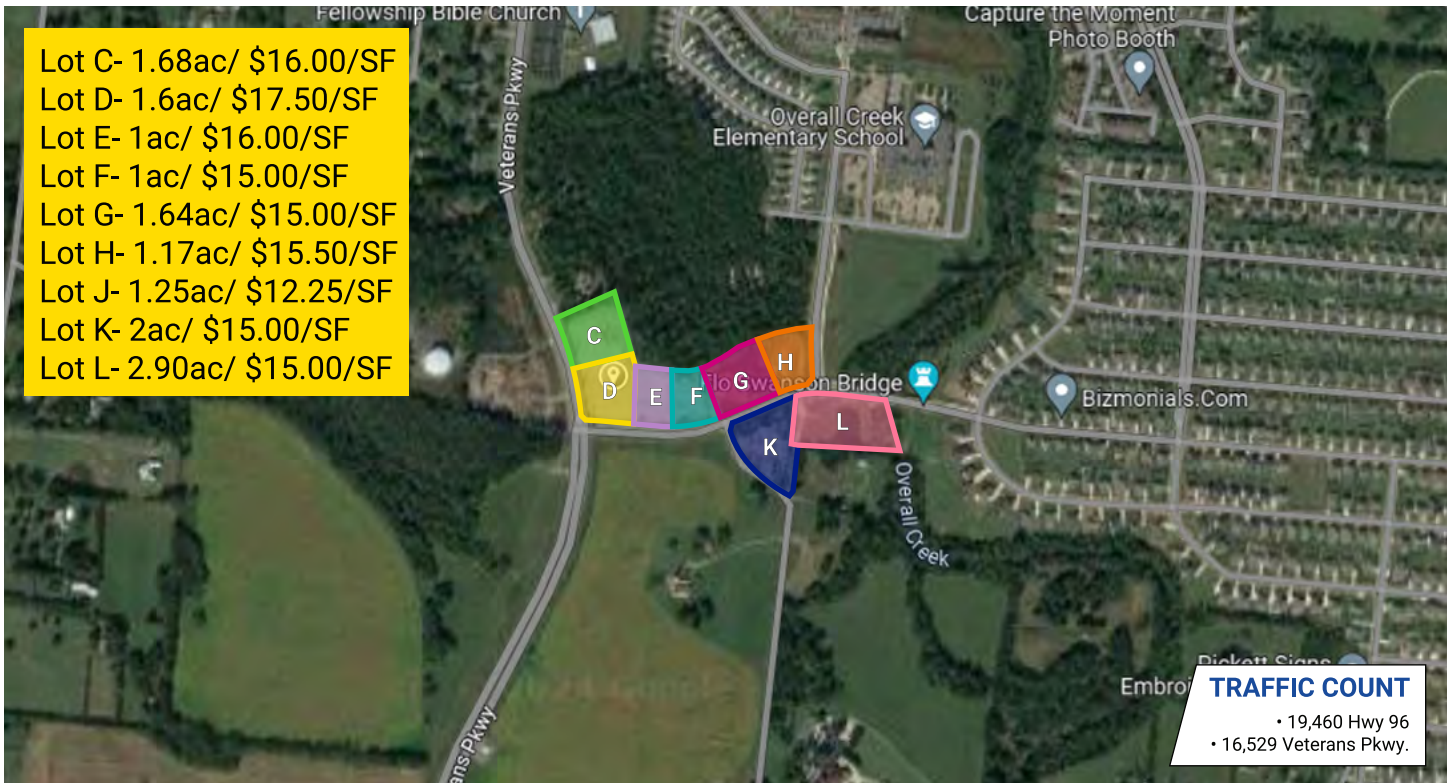 Fellowship Bible Church
Capture the Moment
Photo Booth
Lot C- 1.68ac/ $16.00/SF
Lot D- 1.6ac/ $17.50/SF
Lot E- 1ac/ $16.00/SF
Lot F- 1ac/ $15.00/SF
Lot G- 1.64ac/ $15.00/SF
Lot H- 1.17ac/ $15.50/SF
Lot J- 1.25ac/ $12.25/SF
Lot K- 2ac/ $15.00/SF
Lot L- 2.90ac/ $15.00/SF
Veterans Pkwy
Overall Creek
Elementary School
C
D
E
F
G
H
Bridge
K
L
Bizmonials.Com
Overall Creek
ans Pkwy
Pickett Signs
Embroi
TRAFFIC COUNT
• 19,460 Hwy 96
• 16,529 Veterans Pkwy.